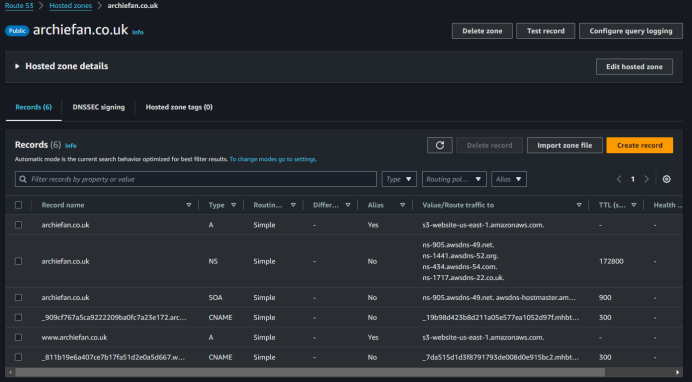 Route 53 > Hosted zones > archiefan.co.uk
Public archiefan.co.uk Info
Delete zone Test record Configure query logging
Hosted zone details
Edit hosted zone
Records (6) DNSSEC signing Hosted zone tags (0)
Records (6) Info
Delete record Import zone file Create record
Automatic mode is the current search behavior optimized for best filter results. To change modes go to settings.
Filter records by property or value Type Routing pol... Alias 1
Record name Type Routin... Differ... Alias Value/Route traffic to TTL (s... Health ...
archiefan.co.uk A Simple - Yes s3-website-us-east-1.amazonaws.com. - -
archiefan.co.uk NS Simple - No ns-905.awsdns-49.net. 172800 -
ns-1441.awsdns-52.org.
ns-434.awsdns-54.com.
ns-1717.awsdns-22.co.uk.
archiefan.co.uk SOA Simple - No ns-905.awsdns-49.net. awsdns-hostmaster.am... 900 -
_909cf767a5ca9222209ba0fc7a23e172.arc... CNAME Simple - No _19b98d423b8d211a05e577ea1052d97f.mhbt... 300 -
www.archiefan.co.uk A Simple - Yes s3-website-us-east-1.amazonaws.com. - -
_811b19e6a407ce7b17fa51d2e0a5d667.w... CNAME Simple - No _7da515d1d3f8791793de008d0e915bc2.mhbt... 300 -